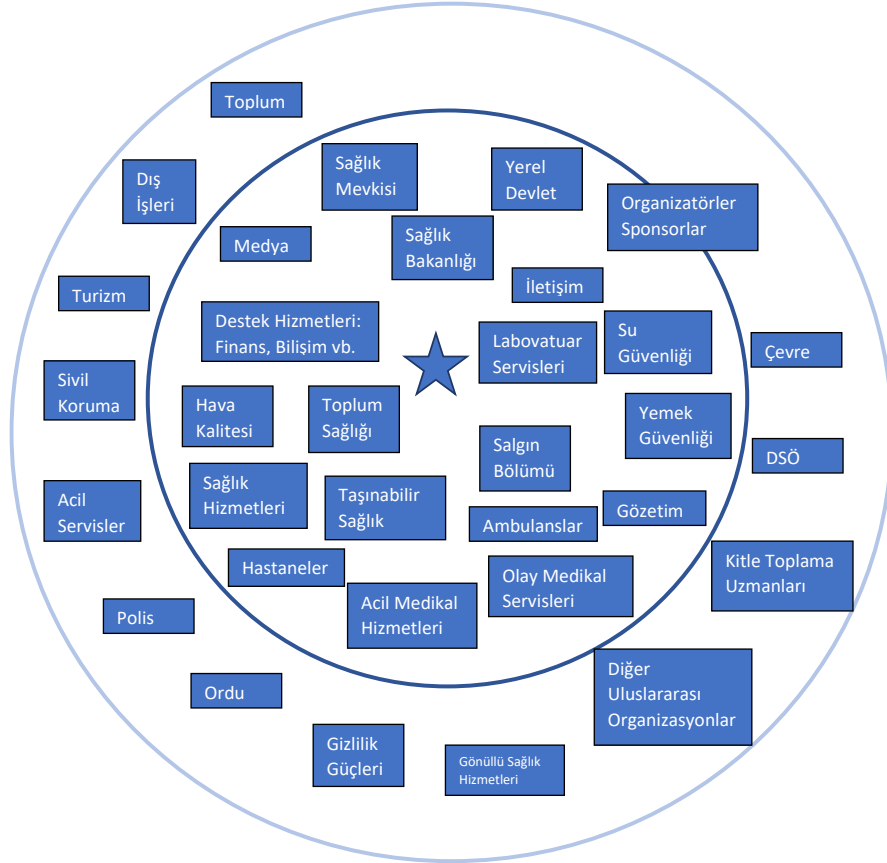 Toplum
Sağlık
Mevkisi
Yerel
Devlet
Dış
İşleri
Organizatörler
Sponsorlar
Medya
Sağlık
Bakanlığı
İletişim
Turizm
Destek Hizmetleri:
Finans, Bilişim vb.
Labovatuar
Servisleri
Su
Güvenliği
Çevre
Sivil
Koruma
Hava
Kalitesi
Toplum
Sağlığı
Yemek
Güvenliği
Salgın
Bölümü
DSÖ
Acil
Servisler
Sağlık
Hizmetleri
Taşınabilir
Sağlık
Ambulanslar
Gözetim
Hastaneler
Olay Medikal
Servisleri
Kitle Toplama
Uzmanları
Acil Medikal
Hizmetleri
Polis
Ordu
Diğer
Uluslararası
Organizasyonlar
Gizlilik
Güçleri
Gönüllü Sağlık
Hizmetleri